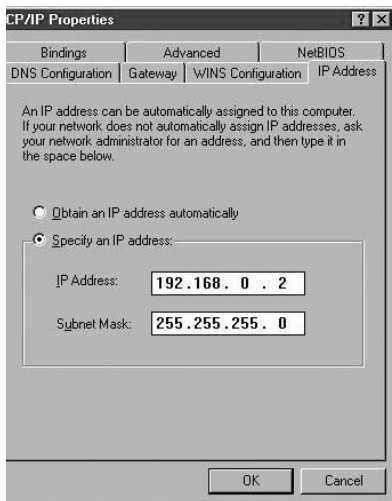 CP/IP Properties
Bindings Advanced NetBIOS
DNS Configuration Gateway WINS Configuration IP Address
An IP address can be automatically assigned to this computer.
If your network does not automatically assign IP addresses, ask
your network administrator for an address, and then type it in
the space below.
Obtain an IP address automatically
Specify an IP address:
IP Address: 192.168. 0 . 2
Subnet Mask: 255.255.255. 0
OK Cancel